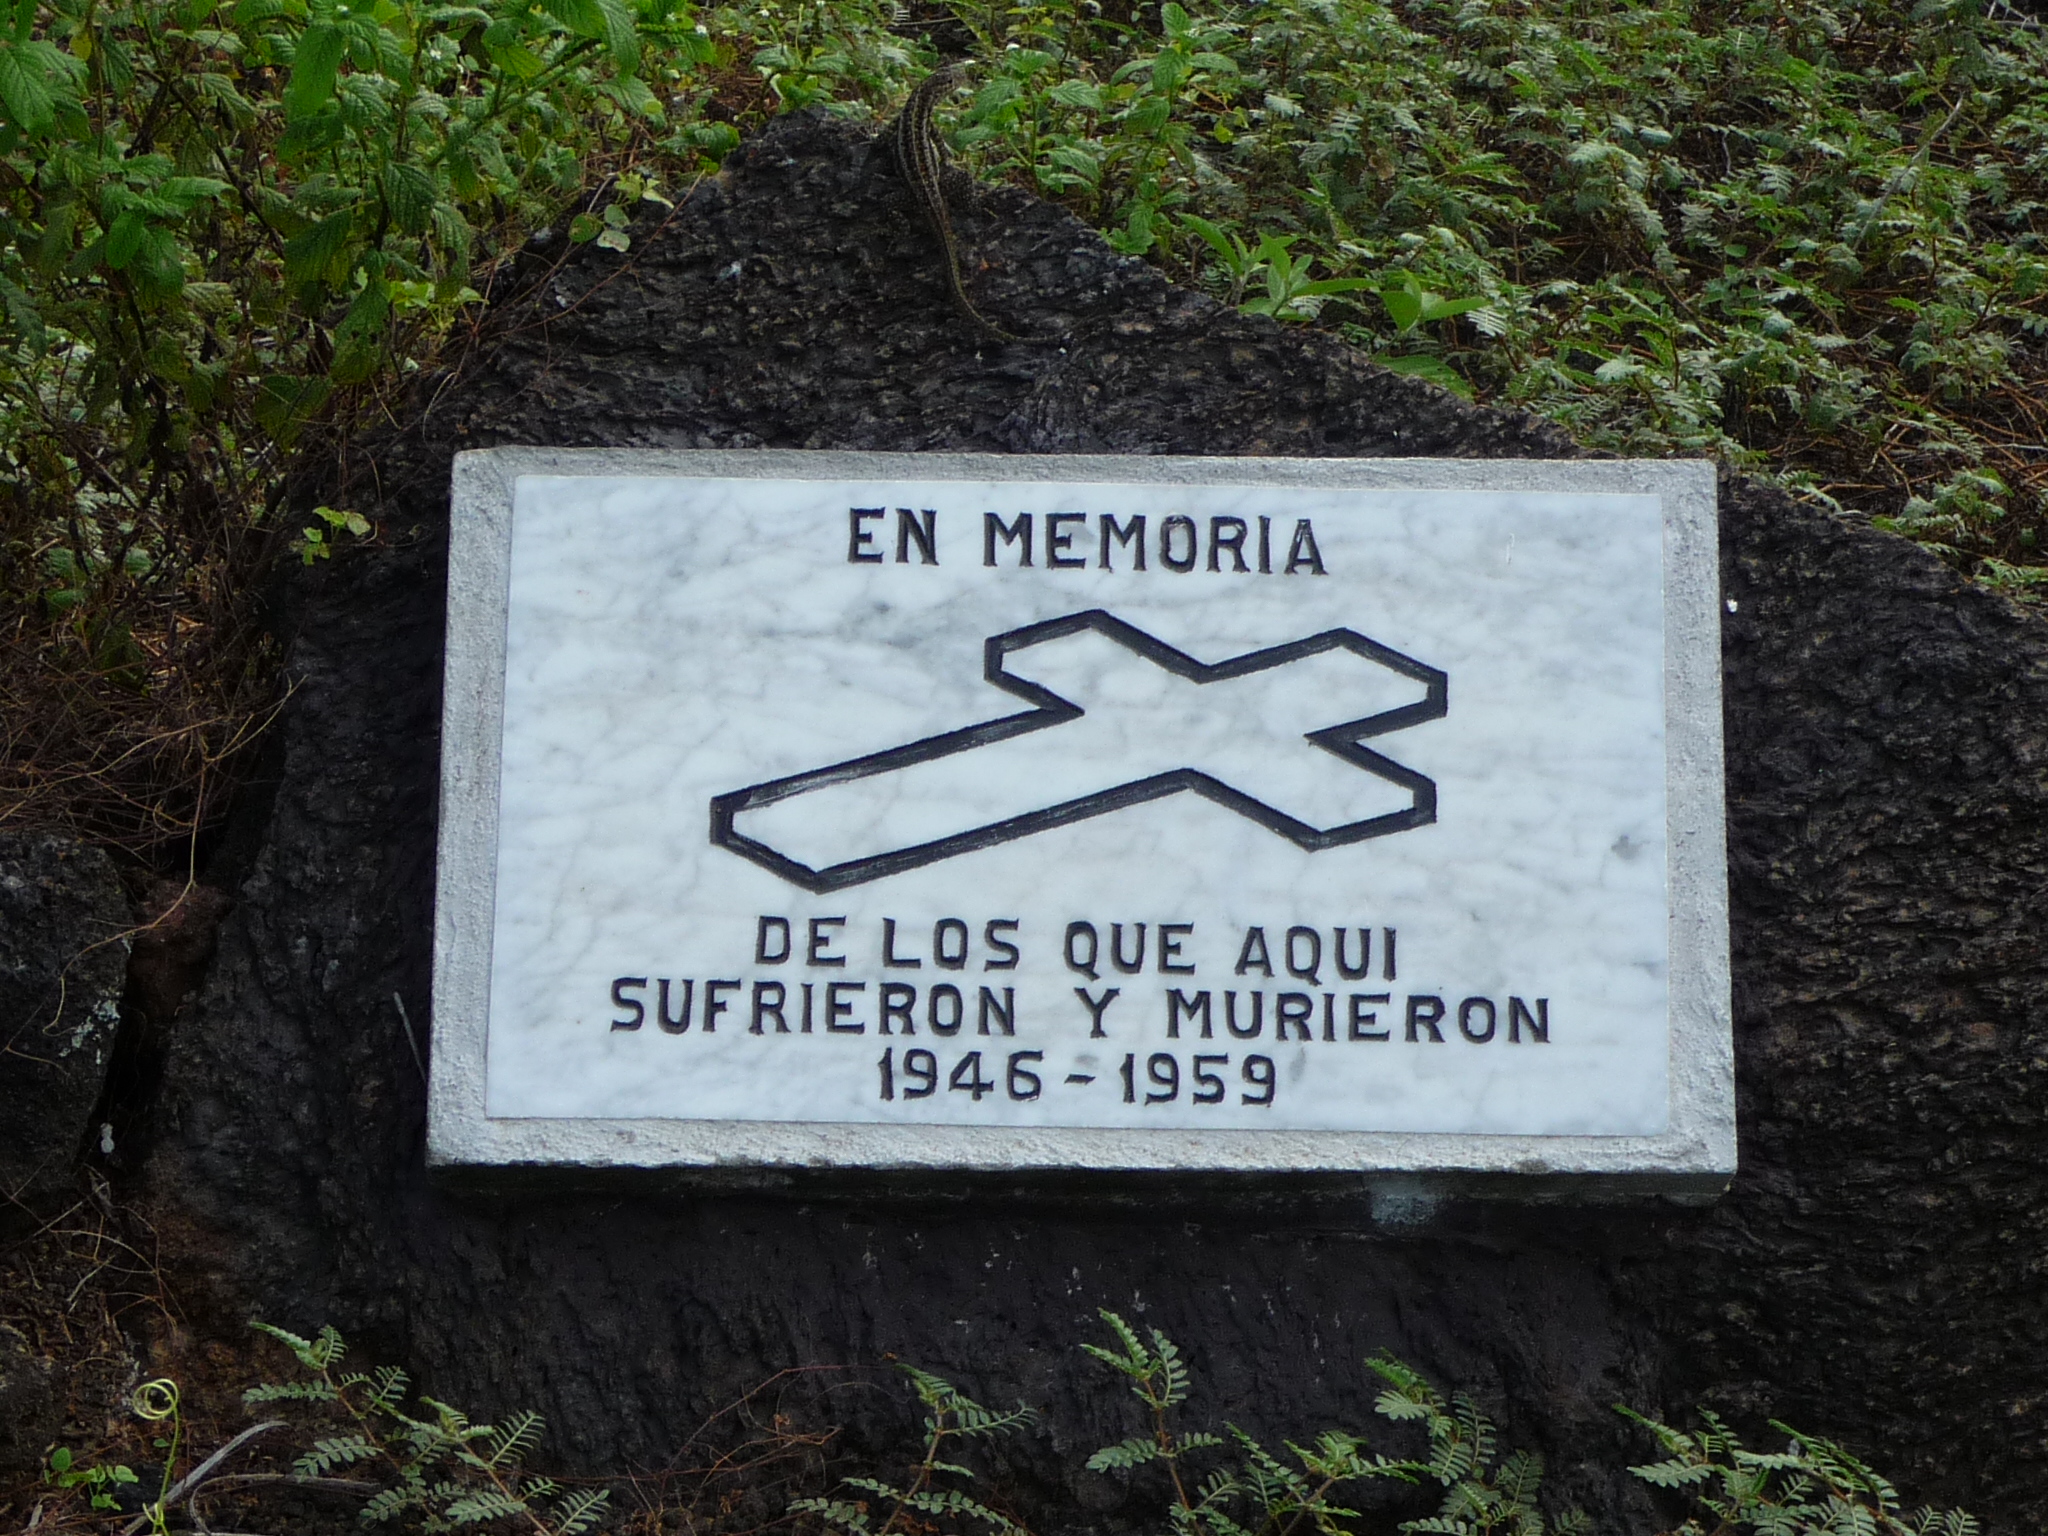 EN MEMORIA
DE LOS QUE AQUI
SUFRIERON Y MURIERON
1946 - 1959